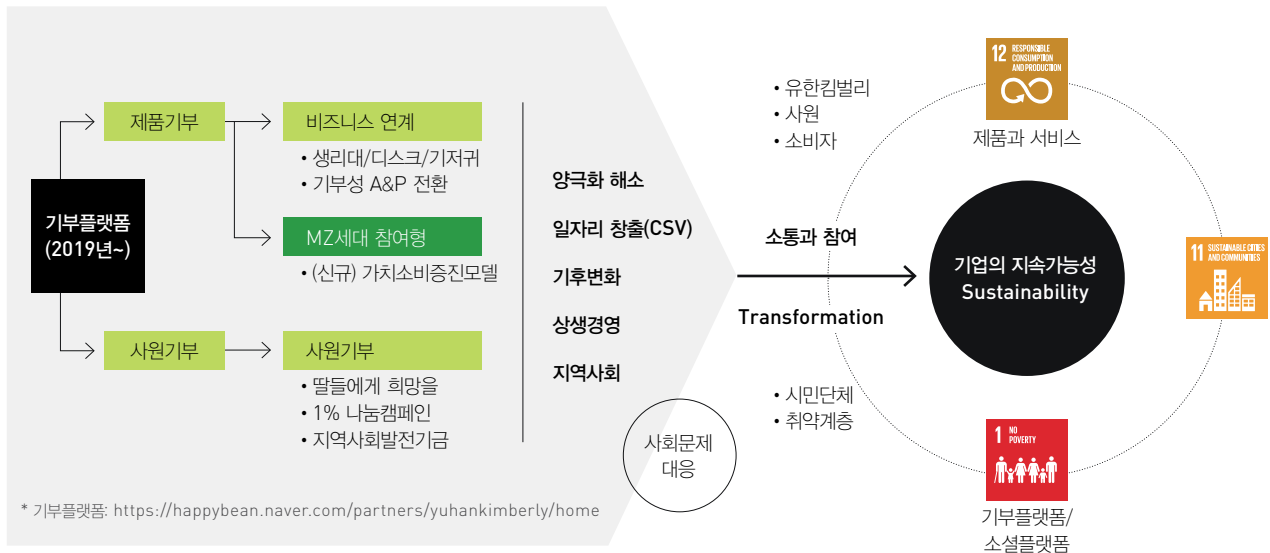 기부플랫폼
(2019년~)
제품기부
비즈니스 연계
• 생리대/디스크/기저귀
• 기부성 A&P 전환
MZ세대 참여형
• (신규) 가치소비증진모델
사원기부
사원기부
• 딸들에게 희망을
• 1% 나눔캠페인
• 지역사회발전기금
양극화 해소
일자리 창출(CSV)
기후변화
상생경영
지역사회
사회문제
대응
* 기부플랫폼: https://happybean.naver.com/partners/yuhankimberly/home
• 유한킴벌리
• 사원
• 소비자
소통과 참여
Transformation
• 시민단체
• 취약계층
12 RESPONSIBLE
CONSUMPTION
AND PRODUCTION
제품과 서비스
기업의 지속가능성
Sustainability
11 SUSTAINABLE CITIES
AND COMMUNITIES
1 NO
POVERTY
기부플랫폼/
소셜플랫폼